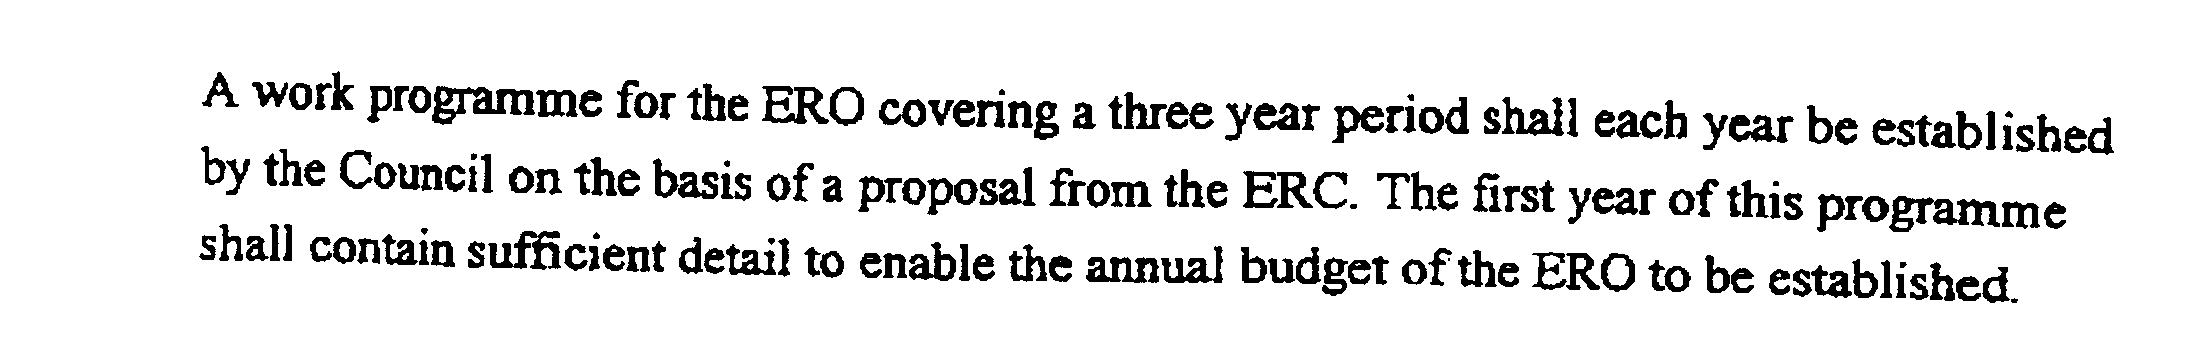 A work programme for the ERO covering a three year period shall each year be established
by the Council on the basis of a proposal from the ERC. The first year of this programme
shall contain sufficient detail to enable the annual budget of the ERO to be established.